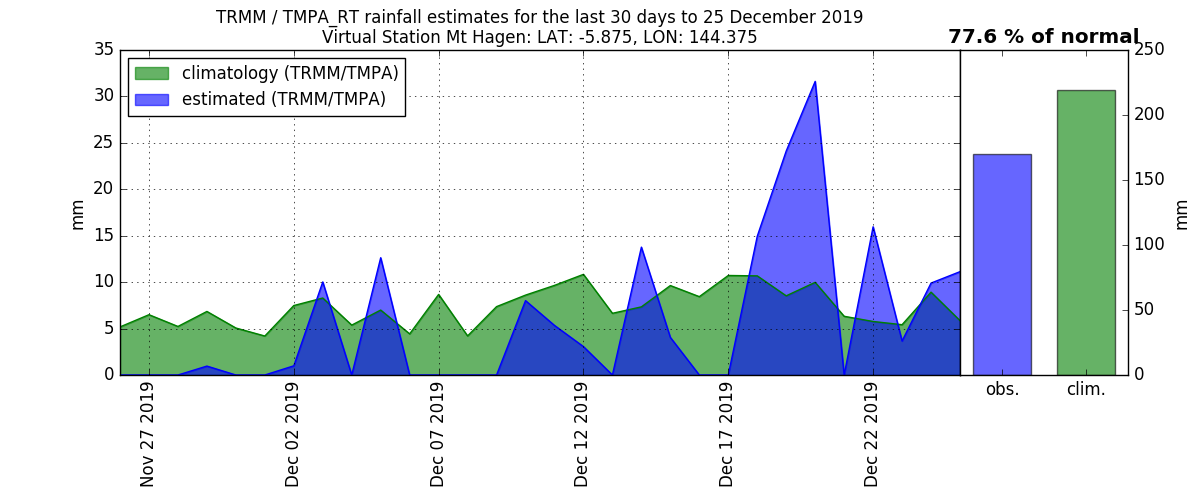 TRMM / TMPA_RT rainfall estimates for the last 30 days to 25 December 2019
Virtual Station Mt Hagen: LAT: -5.875, LON: 144.375
77.6 % of normal
climatology (TRMM/TMPA)
estimated (TRMM/TMPA)
35
30
25
20
15
10
5
0
mm
Nov 27 2019
Dec 02 2019
Dec 07 2019
Dec 12 2019
Dec 17 2019
Dec 22 2019
250
200
150
100
50
0
mm
obs.
clim.